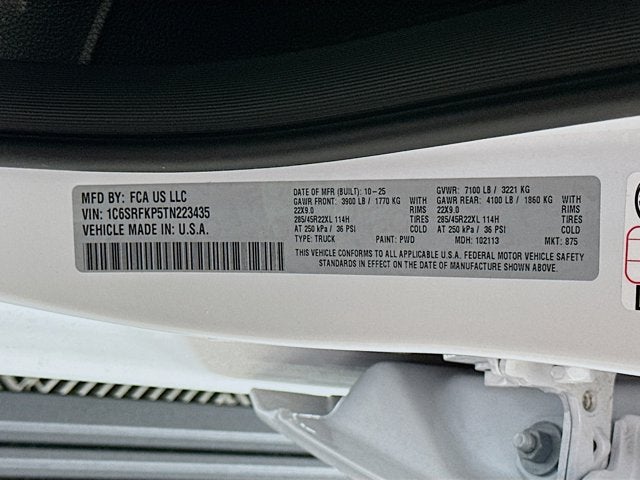 MFD BY: FCA US LLC
VIN: 1C6SRFKP5TN223435
VEHICLE MADE IN: U.S.A.
DATE OF MFR (BUILT): 10-25
GAWR FRONT: 3900 LB / 1770 KG WITH
22X9.0 RIMS
285/45R22XL 114H TIRES
AT 250 kPa / 36 PSI COLD
TYPE: TRUCK PAINT: PWD
GVWR: 7100 LB / 3221 KG
GAWR REAR: 4100 LB / 1860 KG WITH
22X9.0 RIMS
285/45R22XL 114H TIRES
AT 250 kPa / 36 PSI COLD
MDH: 102113 MKT: 875
THIS VEHICLE CONFORMS TO ALL APPLICABLE U.S.A. FEDERAL MOTOR VEHICLE SAFETY
STANDARDS IN EFFECT ON THE DATE OF MANUFACTURE SHOWN ABOVE.